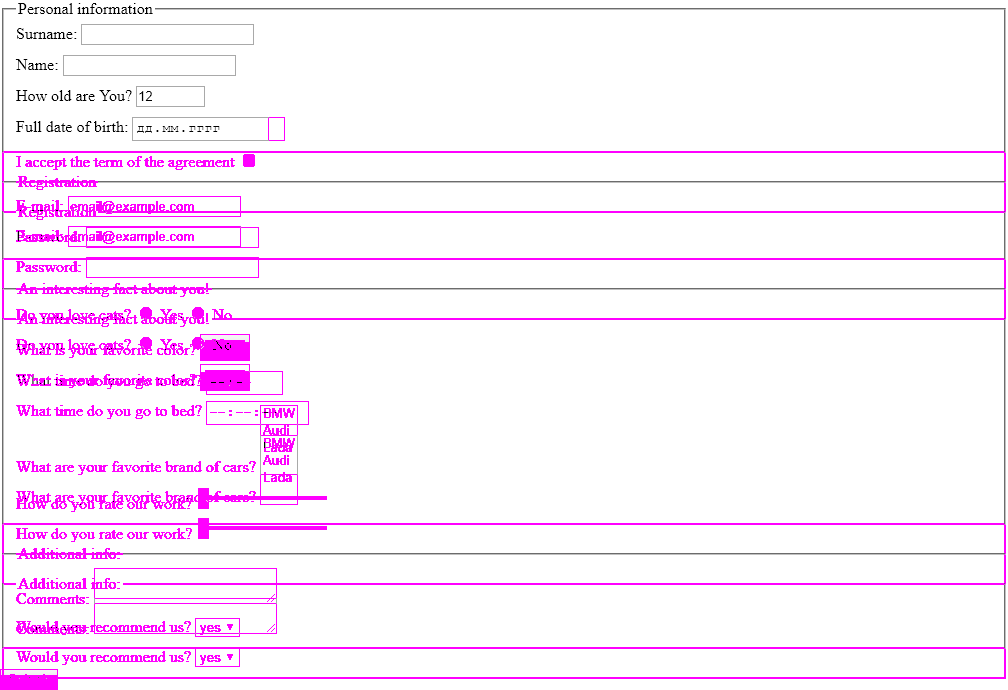 Personal information
Surname:
Name:
How old are You? 12
Full date of birth: дд.мм.гггг
I accept the term of the agreement
Registration
E-mail: email@example.com
Registration
E-mail: email@example.com
Password:
Password:
An interesting fact about you!
Do you love cats? Yes No
An interesting fact about you!
Do you love cats? Yes No
What is your favorite color?
What is your favorite color?
What time do you go to bed? --:--
What time do you go to bed? --:--:--
BMW
Audi
Lada
BMW
Audi
Lada
What are your favorite brand of cars?
What are your favorite brand of cars?
How do you rate our work?
How do you rate our work?
Additional info:
Additional info:
Comments:
Comments:
Would you recommend us? yes
Would you recommend us? yes